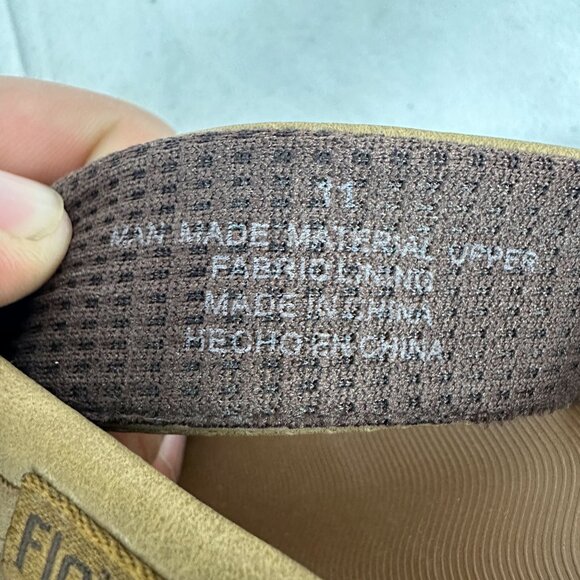 11
MAN MADE MATERIAL UPPER
FABRIC LINING
MADE IN CHINA
HECHO EN CHINA